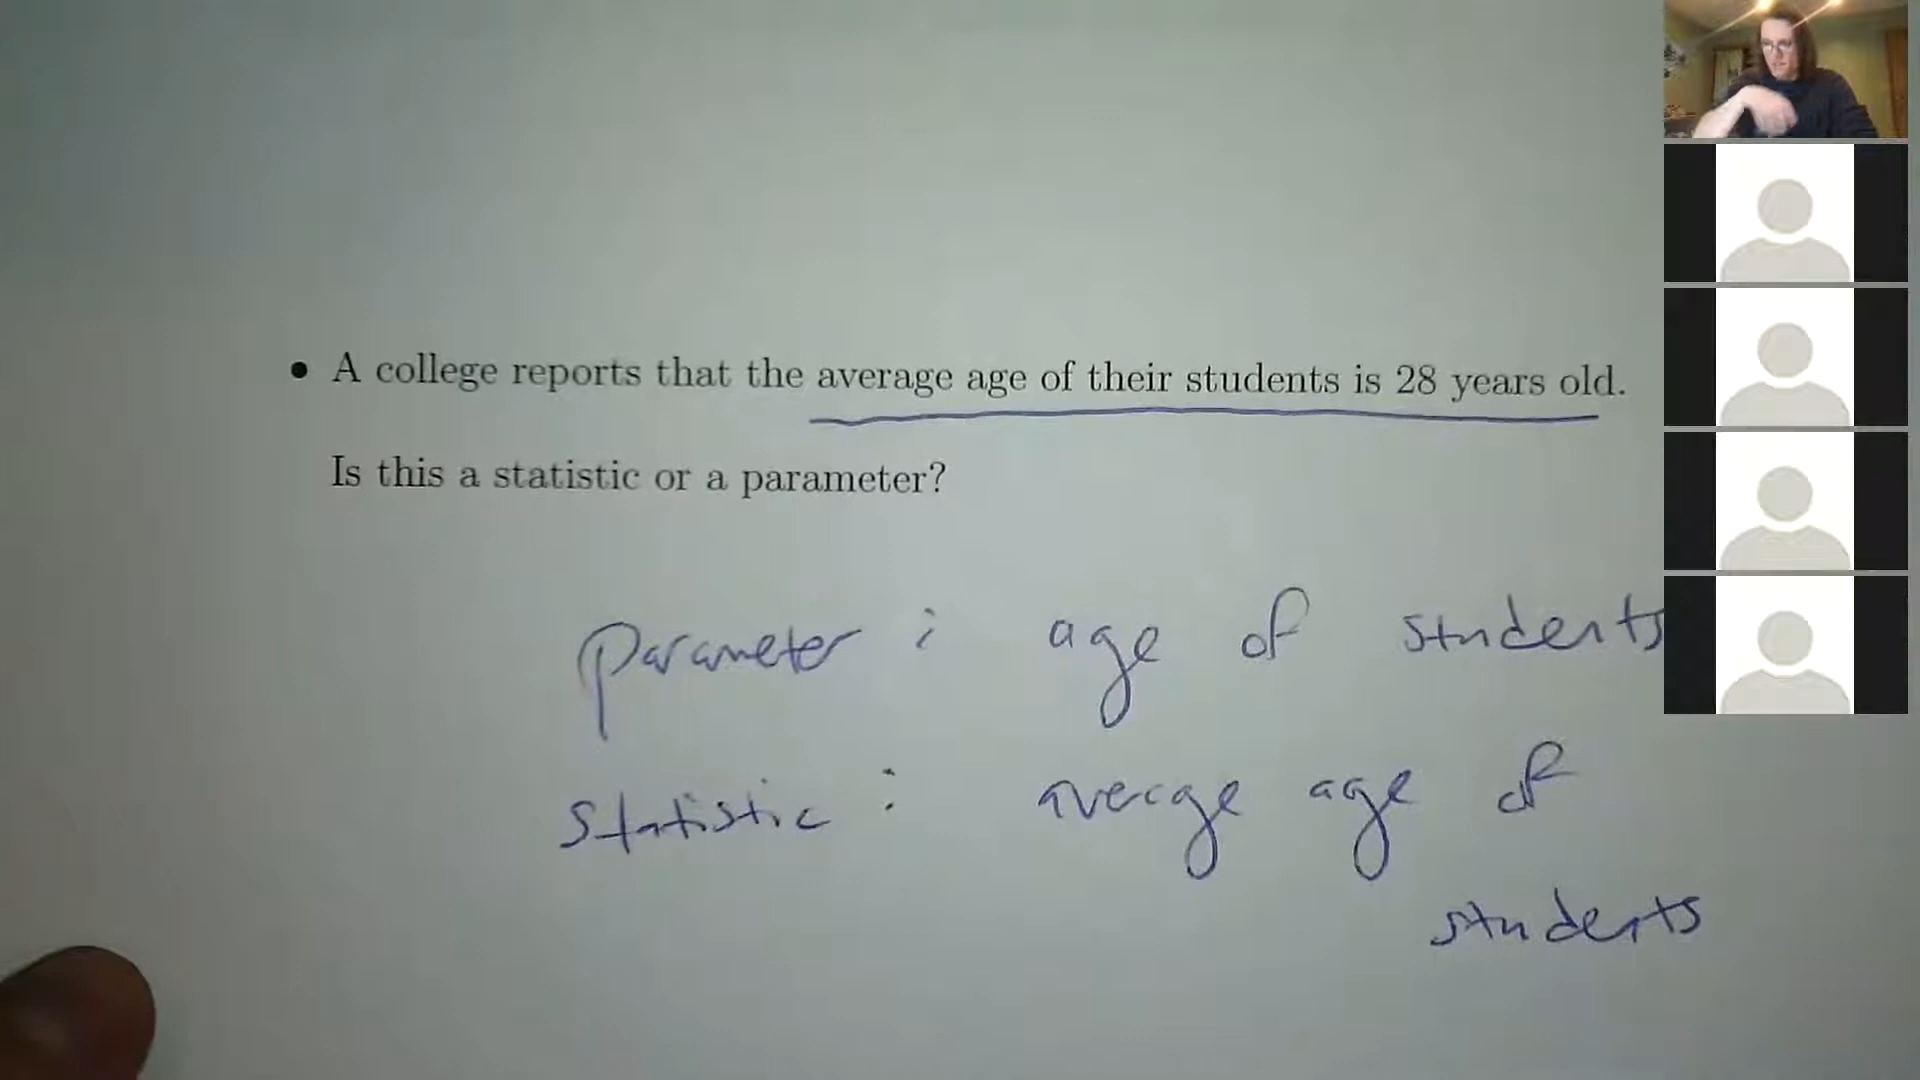 • A college reports that the average age of their students is 28 years old.
Is this a statistic or a parameter?
Parameter : age of students
Statistic : average age of
students